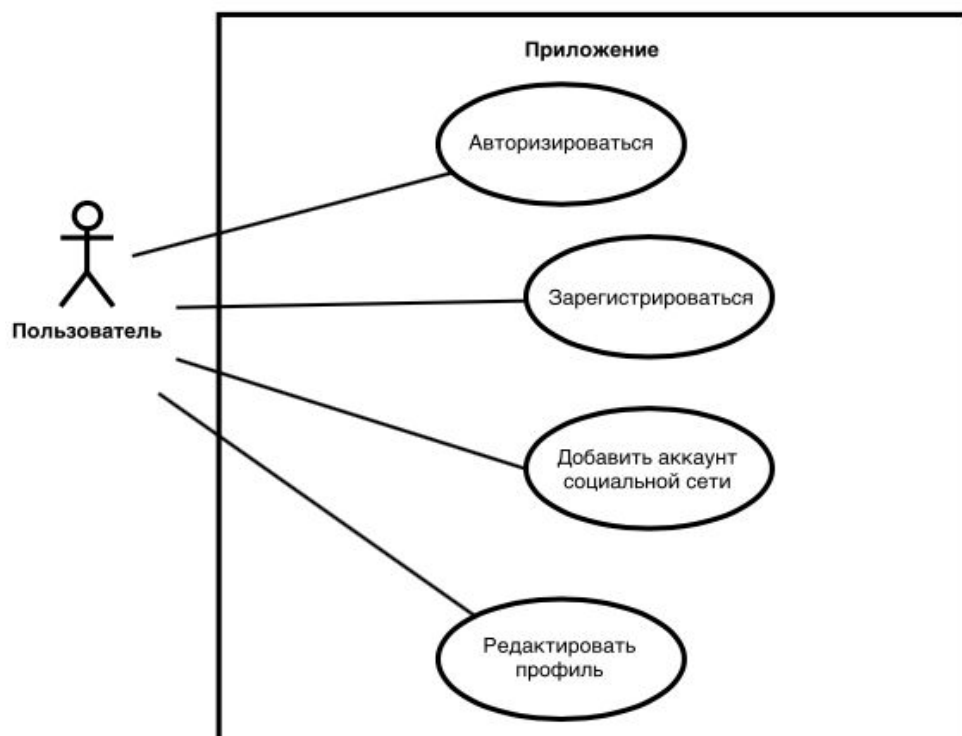 Приложение
Авторизироваться
Зарегистрироваться
Пользователь
Добавить аккаунт
социальной сети
Редактировать
профиль